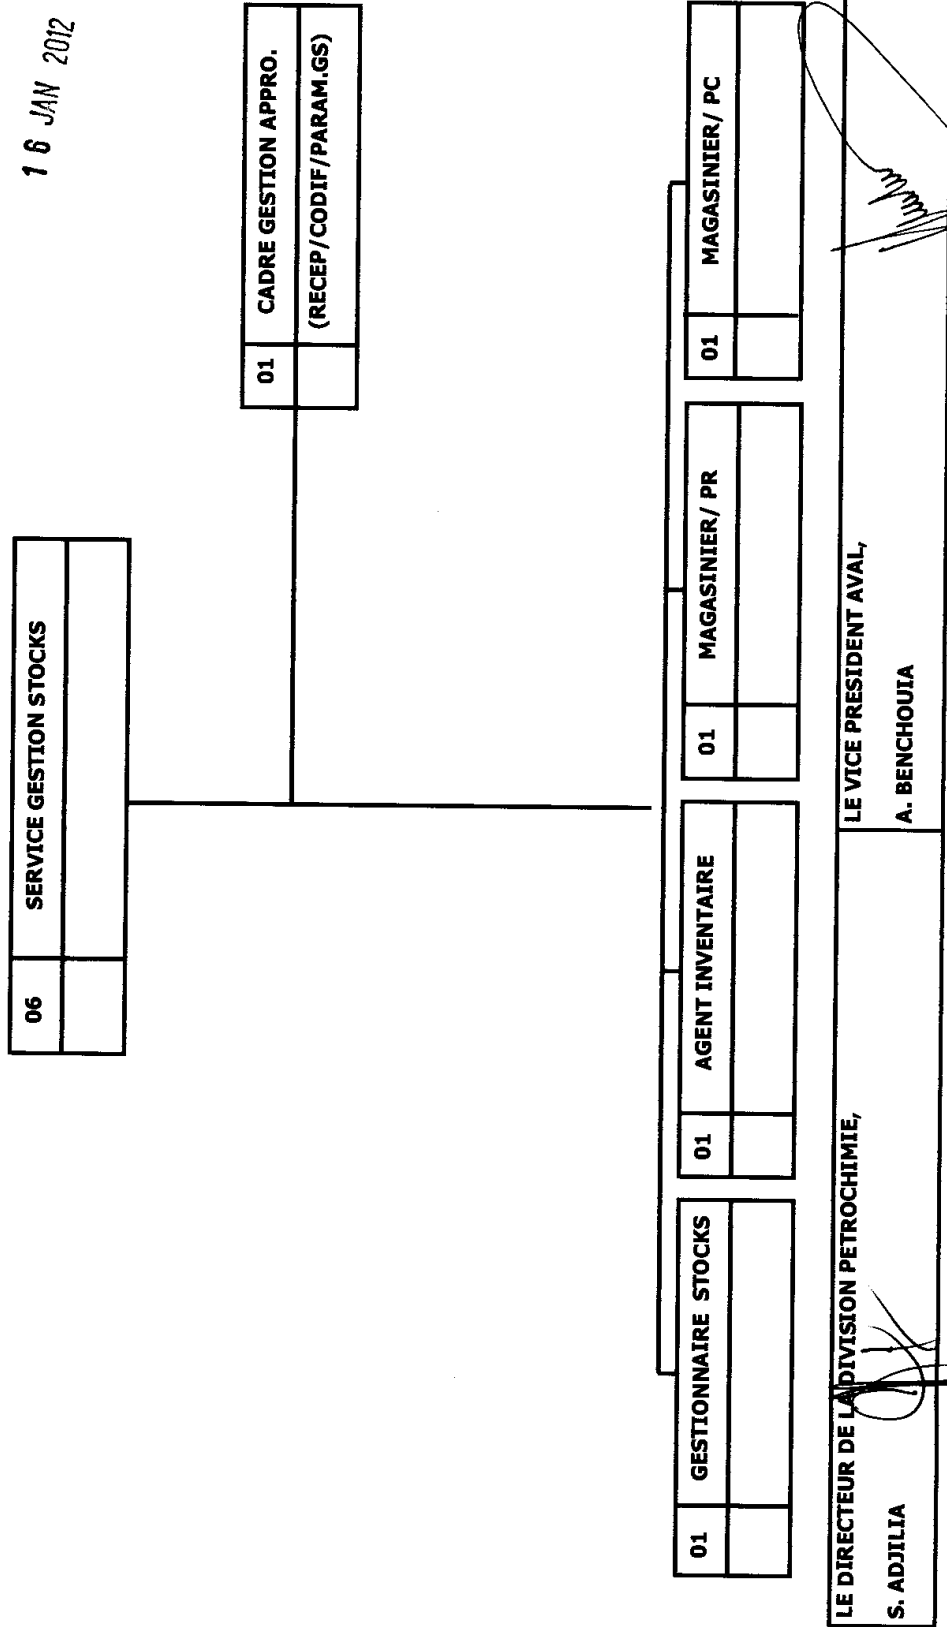 16 JAN 2012
06 SERVICE GESTION STOCKS
01 CADRE GESTION APPRO.
(RECEP/CODIF/PARAM.GS)
01 GESTIONNAIRE STOCKS
01 AGENT INVENTAIRE
01 MAGASINIER/ PR
01 MAGASINIER/ PC
LE DIRECTEUR DE LA DIVISION PETROCHIMIE,
S. ADJILIA
LE VICE PRESIDENT AVAL,
A. BENCHOUIA